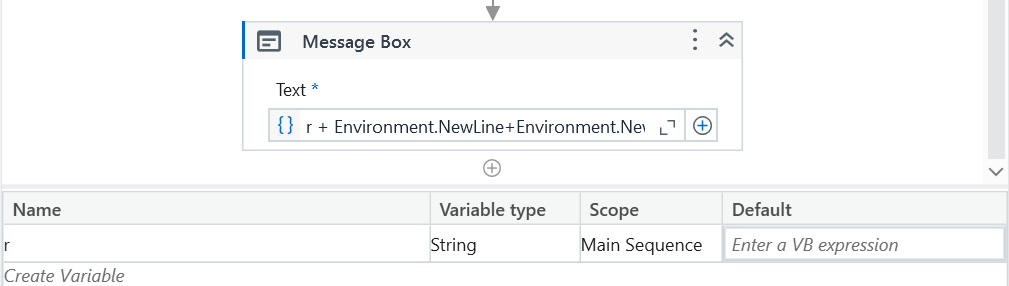 Message Box
Text *
{} r + Environment.NewLine+Environment.Nev
Name Variable type Scope Default
r String Main Sequence Enter a VB expression
Create Variable